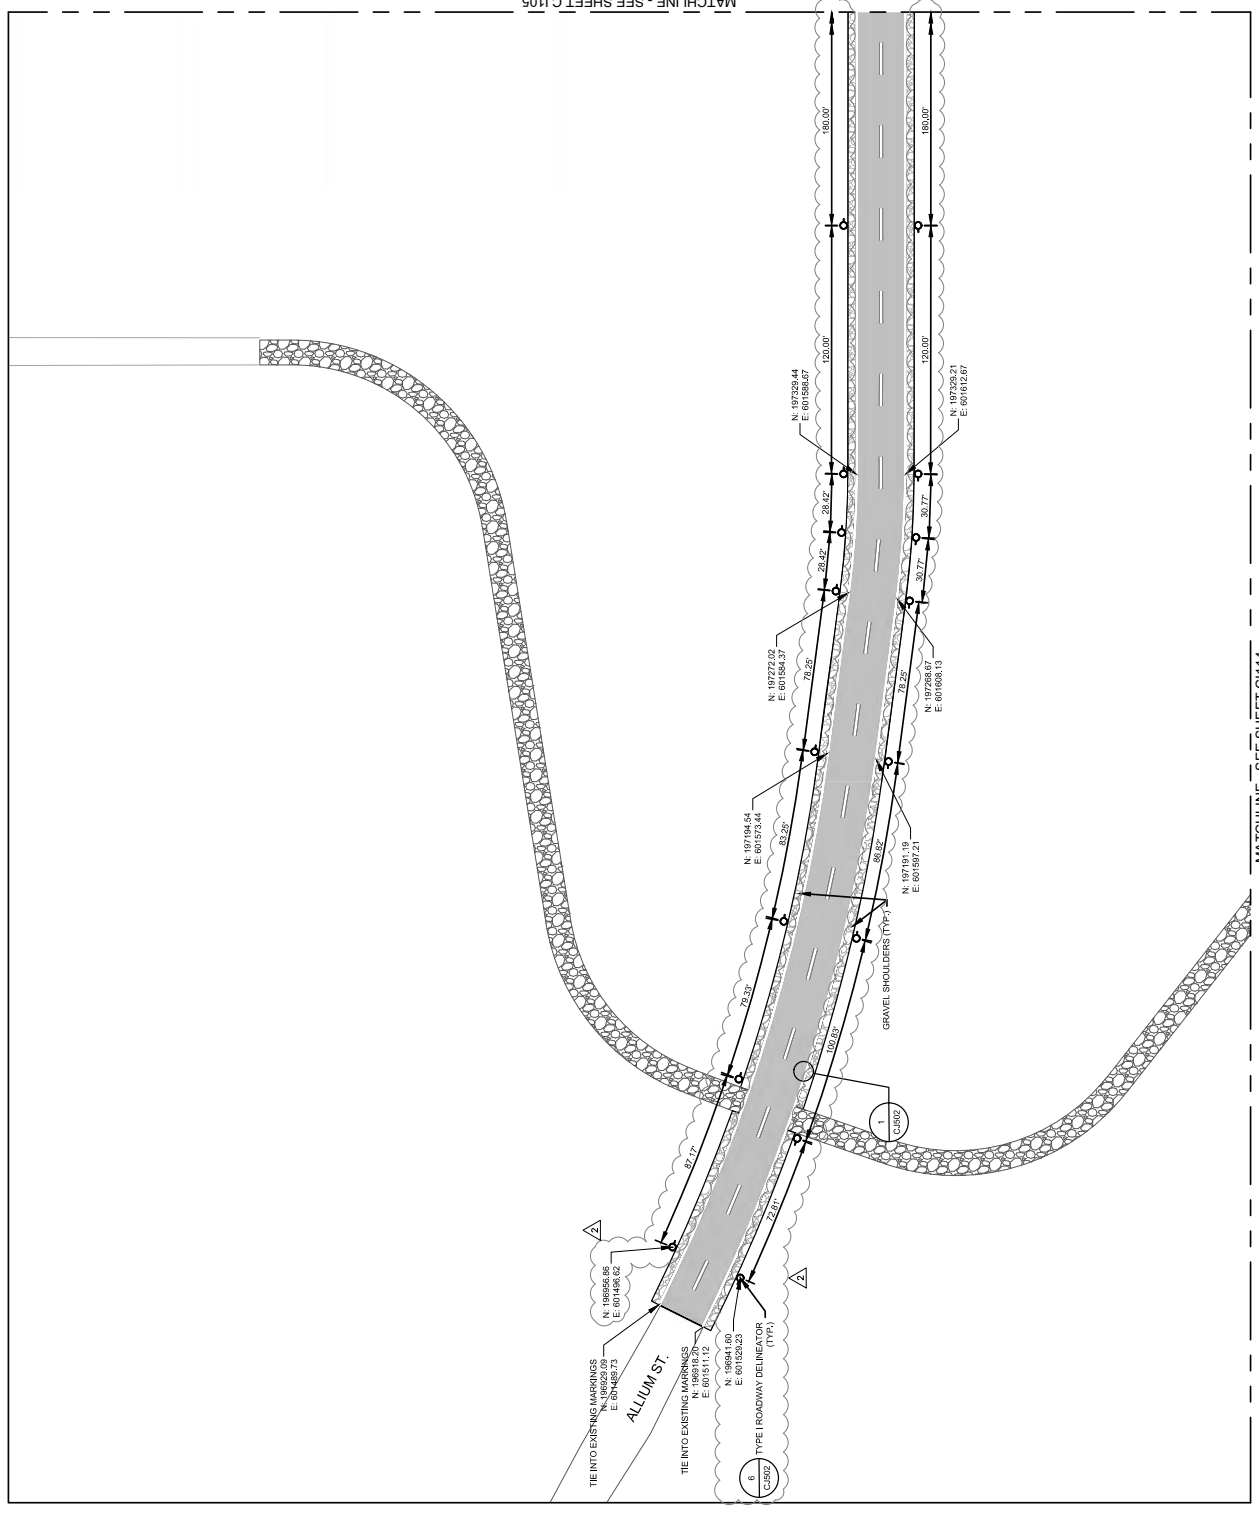 MATCHLINE - SEE SHEET CJ105
180.00'
180.00'
120.00'
120.00'
N: 197329.44
E: 601588.67
N: 197329.21
E: 601612.67
28.42'
30.77'
28.42'
30.77'
N: 197272.02
E: 601584.37
N: 197268.67
E: 601608.13
78.25'
78.25'
MATCHLINE - SEE SHEET
N: 197194.54
E: 601573.44
83.25'
86.82'
N: 197191.19
E: 601597.21
GRAVEL SHOULDERS (TYP.)
79.33'
100.83'
1
CJ502
87.17'
72.81'
2
2
N: 196956.86
E: 601496.62
TIE INTO EXISTING MARKINGS
N: 196929.09
E: 601489.73
ALLIUM ST.
TIE INTO EXISTING MARKINGS
N: 196918.20
E: 601511.12
N: 196941.60
E: 601529.23
TYPE I ROADWAY DELINEATOR
(TYP.)
6
CJ502